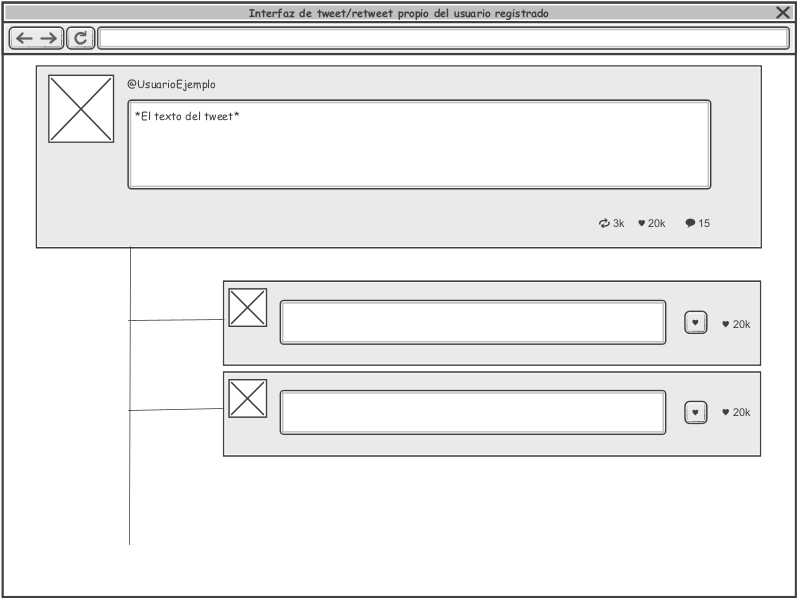 Interfaz de tweet/retweet propio del usuario registrado
@UsuarioEjemplo
*El texto del tweet*
3k 20k 15
20k
20k